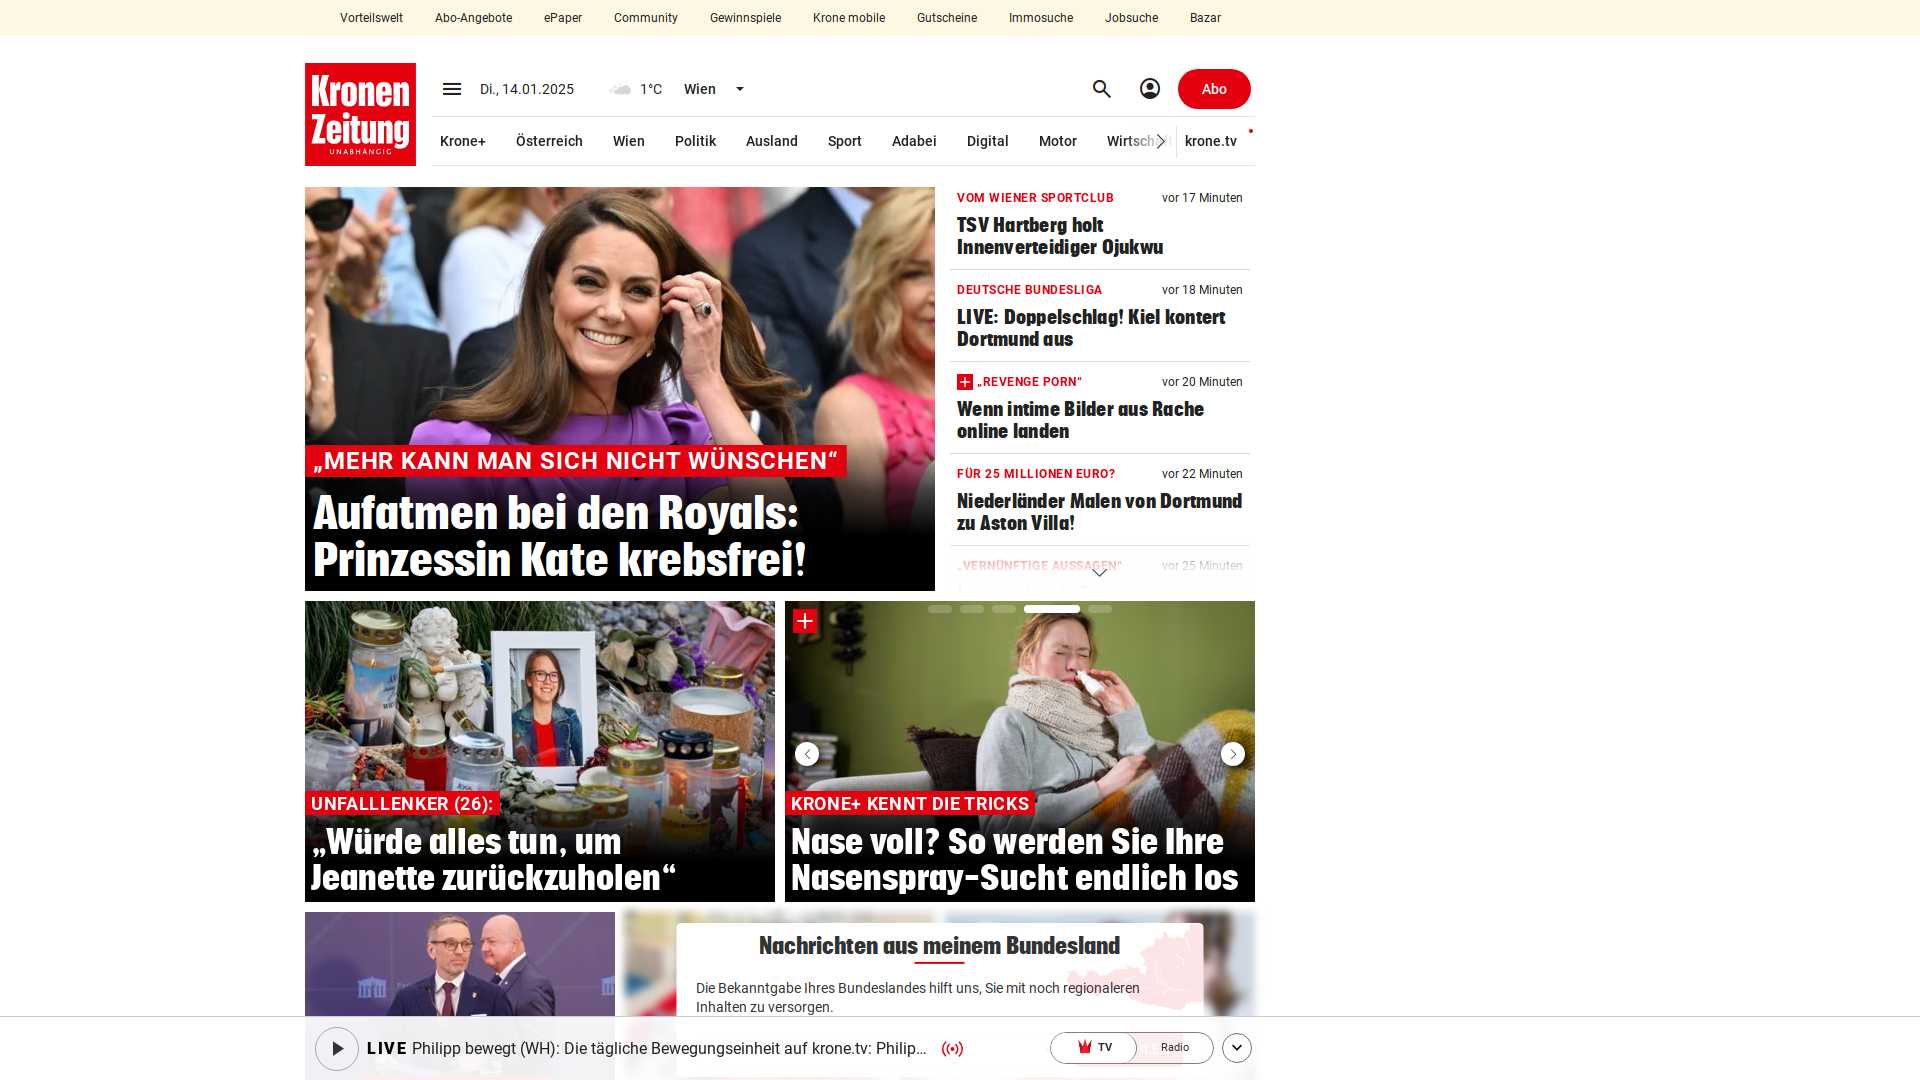 Vorteilswelt Abo-Angebote ePaper Community Gewinnspiele Krone mobile Gutscheine Immosuche Jobsuche Bazar
Kronen
Zeitung
UNABHÄNGIG
Di., 14.01.2025 1°C Wien Abo
Krone+ Österreich Wien Politik Ausland Sport Adabei Digital Motor krone.tv
„MEHR KANN MAN SICH NICHT WÜNSCHEN“
Aufatmen bei den Royals:
Prinzessin Kate krebsfrei!
VOM WIENER SPORTCLUB vor 17 Minuten
TSV Hartberg holt
Innenverteidiger Ojukwu
DEUTSCHE BUNDESLIGA vor 18 Minuten
LIVE: Doppelschlag! Kiel kontert
Dortmund aus
„REVENGE PORN“ vor 20 Minuten
Wenn intime Bilder aus Rache
online landen
FÜR 25 MILLIONEN EURO? vor 22 Minuten
Niederländer Malen von Dortmund
zu Aston Villa!
„VERNÜNFTIGE AUSSAGEN“ vor 25 Minuten
UNFALLLENKER (26):
„Würde alles tun, um
Jeanette zurückzuholen“
KRONE+ KENNT DIE TRICKS
Nase voll? So werden Sie Ihre
Nasenspray-Sucht endlich los
Nachrichten aus meinem Bundesland
Die Bekanntgabe Ihres Bundeslandes hilft uns, Sie mit noch regionaleren
Inhalten zu versorgen.
LIVE Philipp bewegt (WH): Die tägliche Bewegungseinheit auf krone.tv: Philip... TV Radio